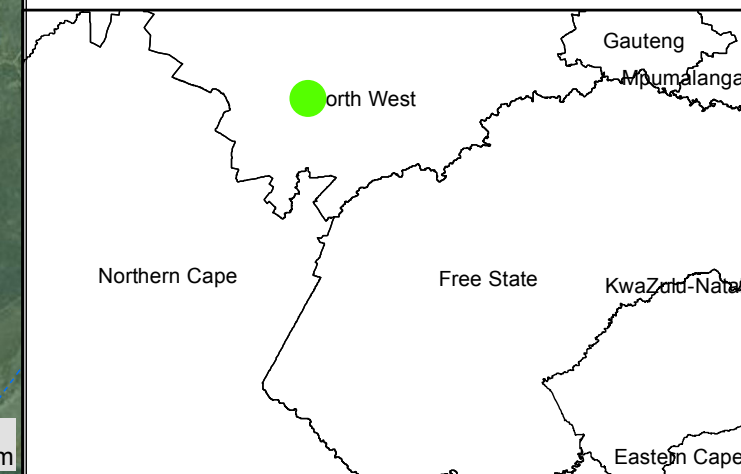 Gauteng
Mpumalanga
orth West
Northern Cape
Free State
KwaZulu-Natal
Eastern Cape
m